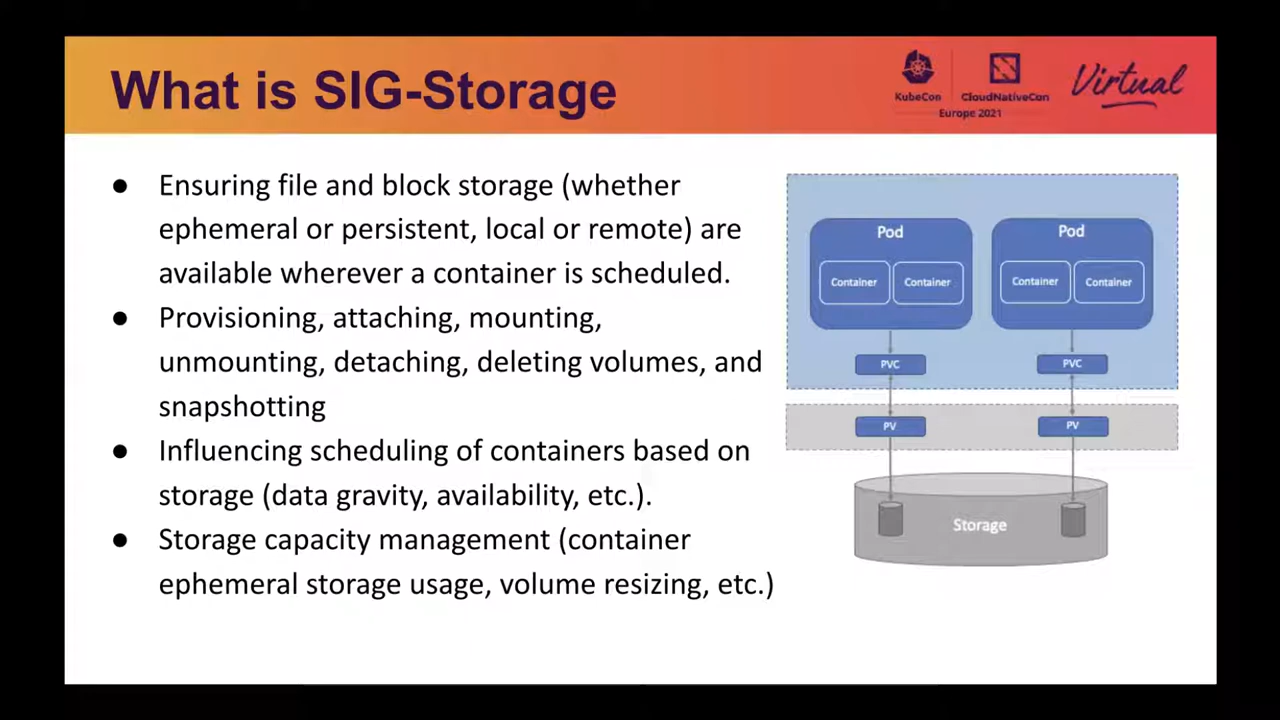 What is SIG-Storage
KubeCon
CloudNativeCon
Europe 2021
Virtual
● Ensuring file and block storage (whether
ephemeral or persistent, local or remote) are
available wherever a container is scheduled.
● Provisioning, attaching, mounting,
unmounting, detaching, deleting volumes, and
snapshotting
● Influencing scheduling of containers based on
storage (data gravity, availability, etc.).
● Storage capacity management (container
ephemeral storage usage, volume resizing, etc.)
Pod
Pod
Container
Container
Container
Container
PVC
PVC
PV
PV
Storage